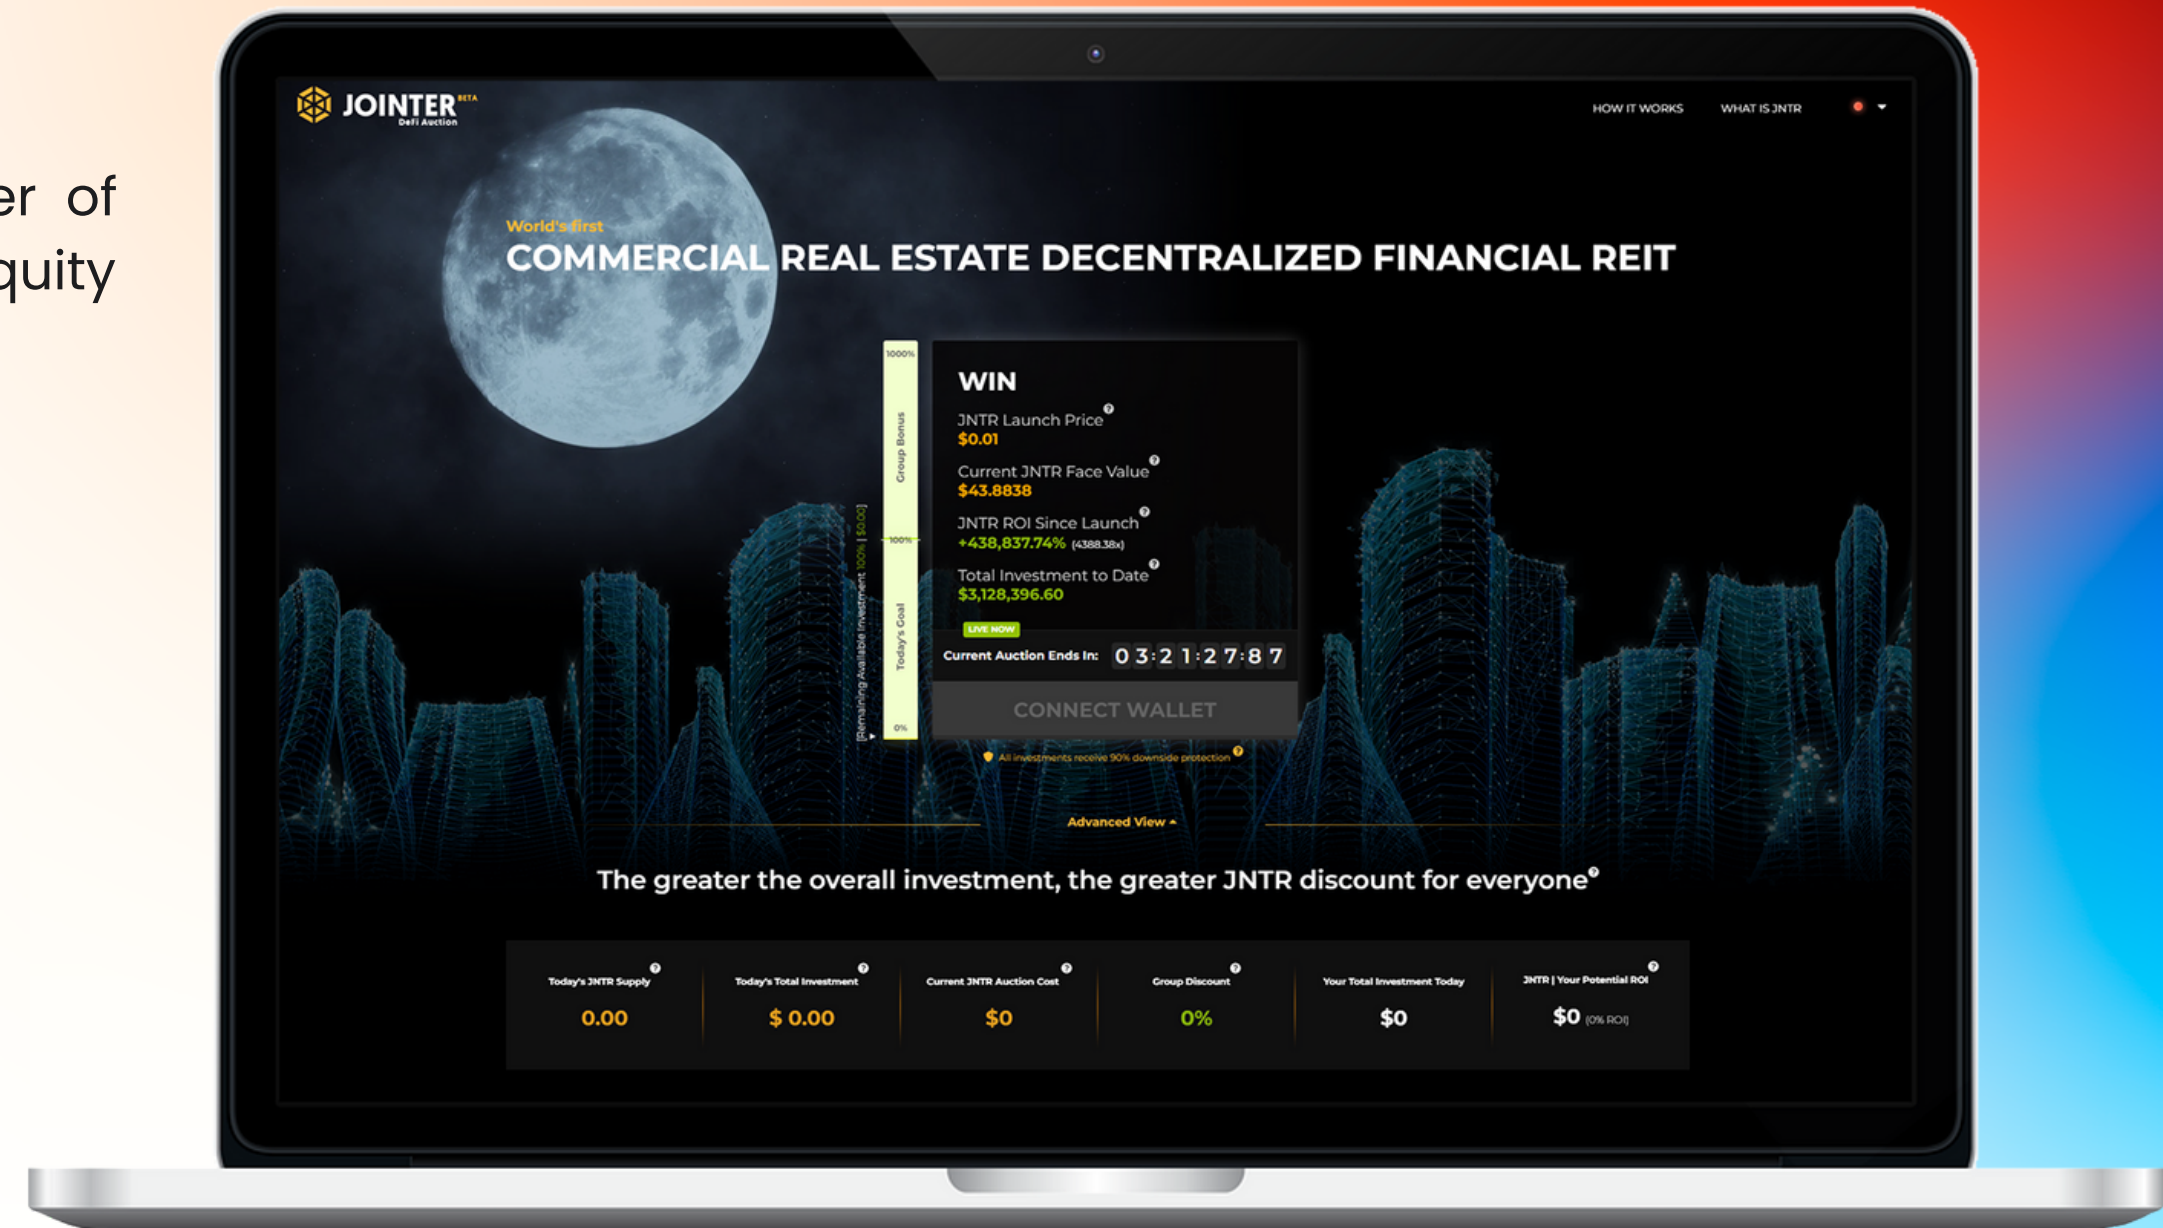 er of
quity
JOINTER BETA
DeFi Auction
HOW IT WORKS
WHAT IS JNTR
World's first
COMMERCIAL REAL ESTATE DECENTRALIZED FINANCIAL REIT
1000%
Group Bonus
100%
Today's Goal
0%
[Remaining Available Investment 100% | $0.00]
WIN
JNTR Launch Price
$0.01
Current JNTR Face Value
$43.8838
JNTR ROI Since Launch
+438,837.74% (4388.38x)
Total Investment to Date
$3,128,396.60
LIVE NOW
Current Auction Ends In: 03:21:27:87
CONNECT WALLET
All investments receive 90% downside protection
Advanced View
The greater the overall investment, the greater JNTR discount for everyone
Today's JNTR Supply
0.00
Today's Total Investment
$ 0.00
Current JNTR Auction Cost
$0
Group Discount
0%
Your Total Investment Today
$0
JNTR | Your Potential ROI
$0 (0% ROI)